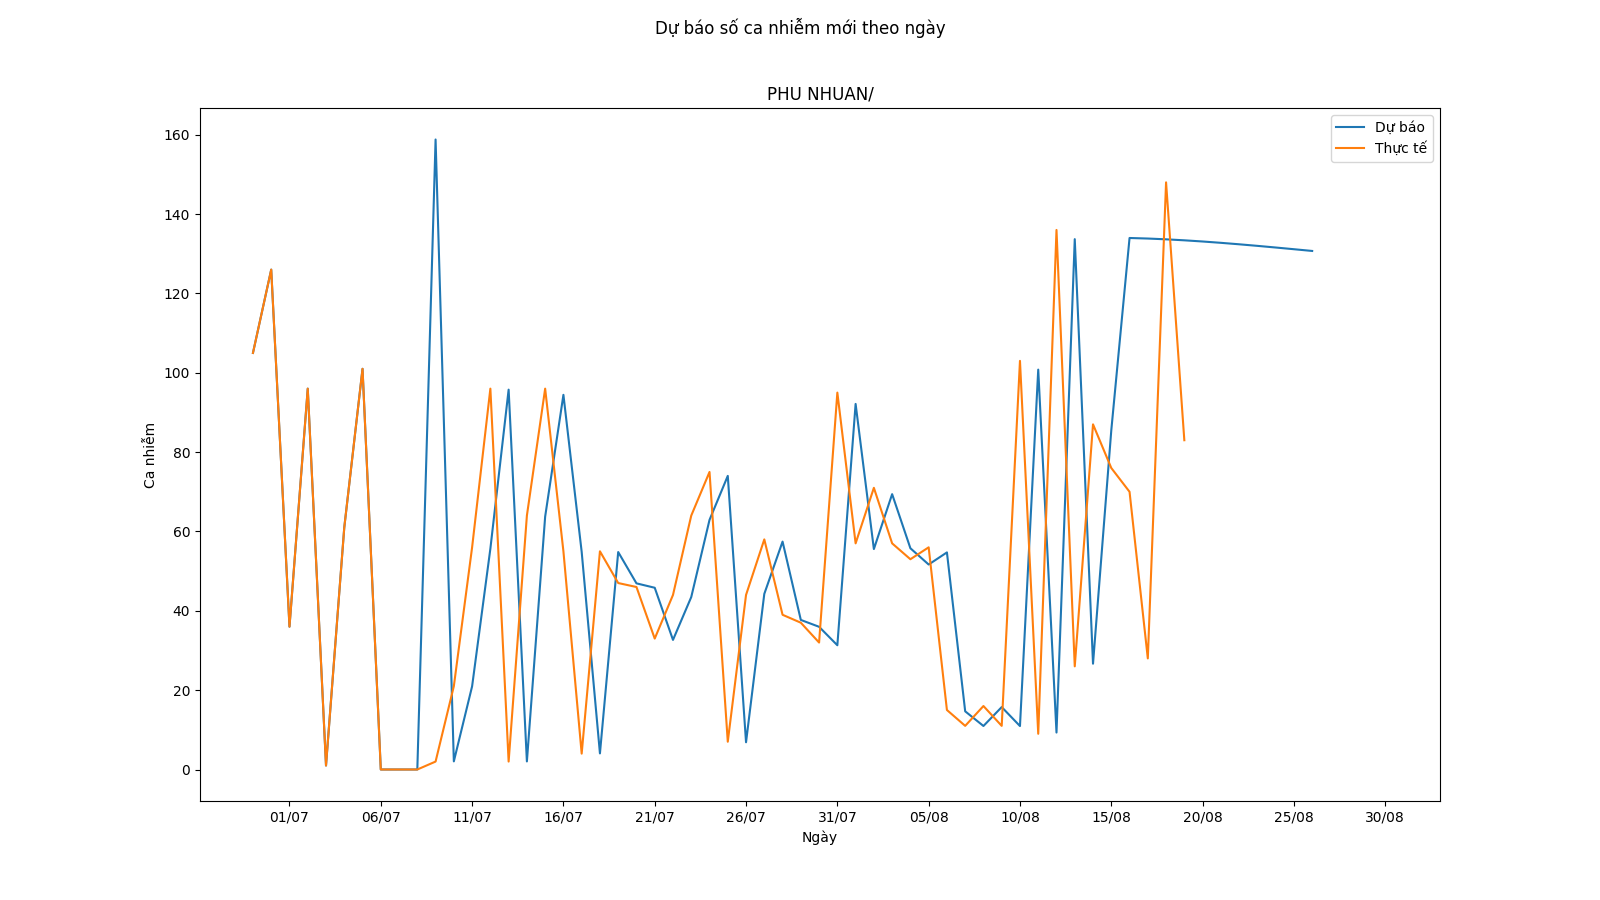 Dự báo số ca nhiễm mới theo ngày
PHU NHUAN/
Dự báo
Thực tế
160
140
120
100
80
60
40
20
0
Ca nhiễm
01/07 06/07 11/07 16/07 21/07 26/07 31/07 05/08 10/08 15/08 20/08 25/08 30/08
Ngày